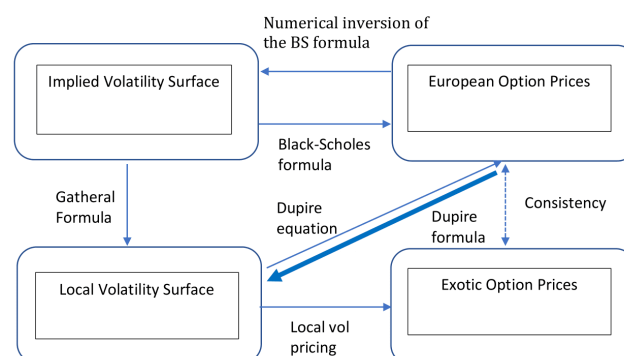 Numerical inversion of
the BS formula
Implied Volatility Surface
European Option Prices
Black-Scholes
formula
Gatheral
Formula
Dupire
equation
Dupire
formula
Consistency
Local Volatility Surface
Exotic Option Prices
Local vol
pricing